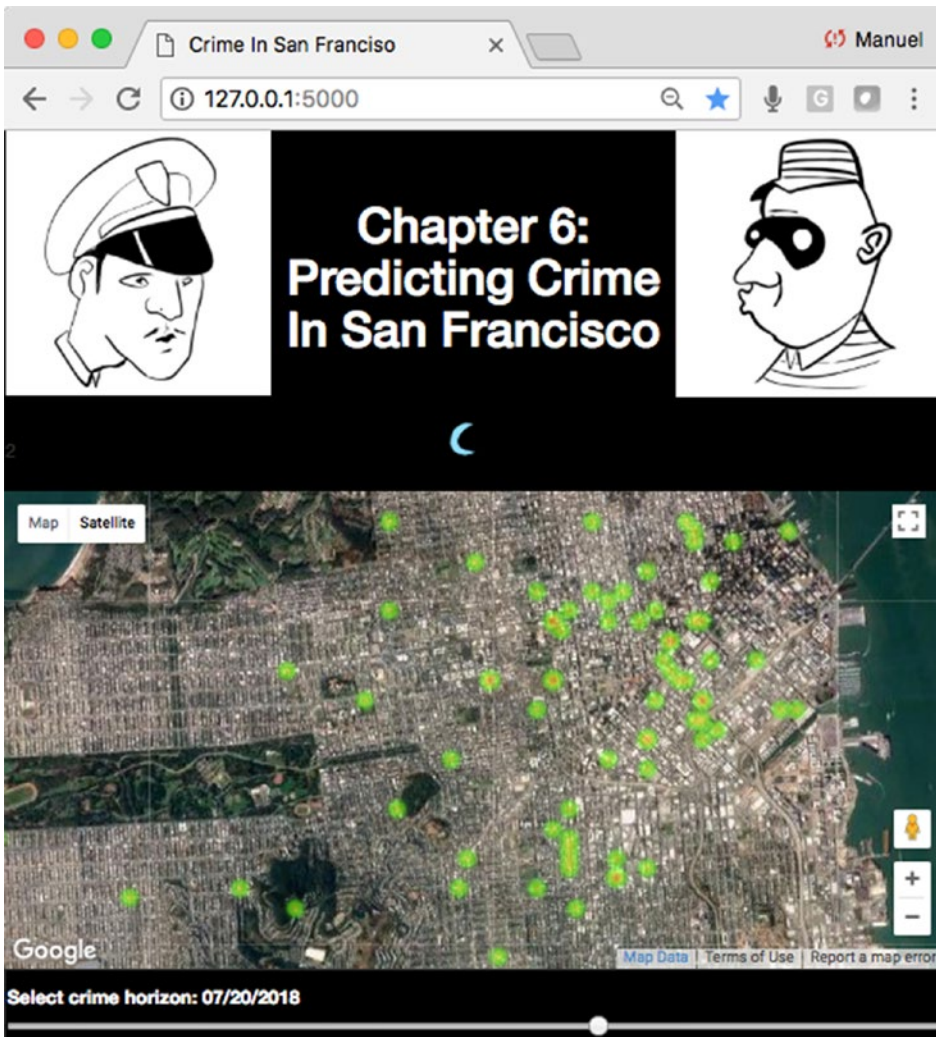 Crime In San Franciso
Manuel
127.0.0.1:5000
G
Chapter 6:
Predicting Crime
In San Francisco
2
Map Satellite
Google
Map Data Terms of Use Report a map error
Select crime horizon: 07/20/2018